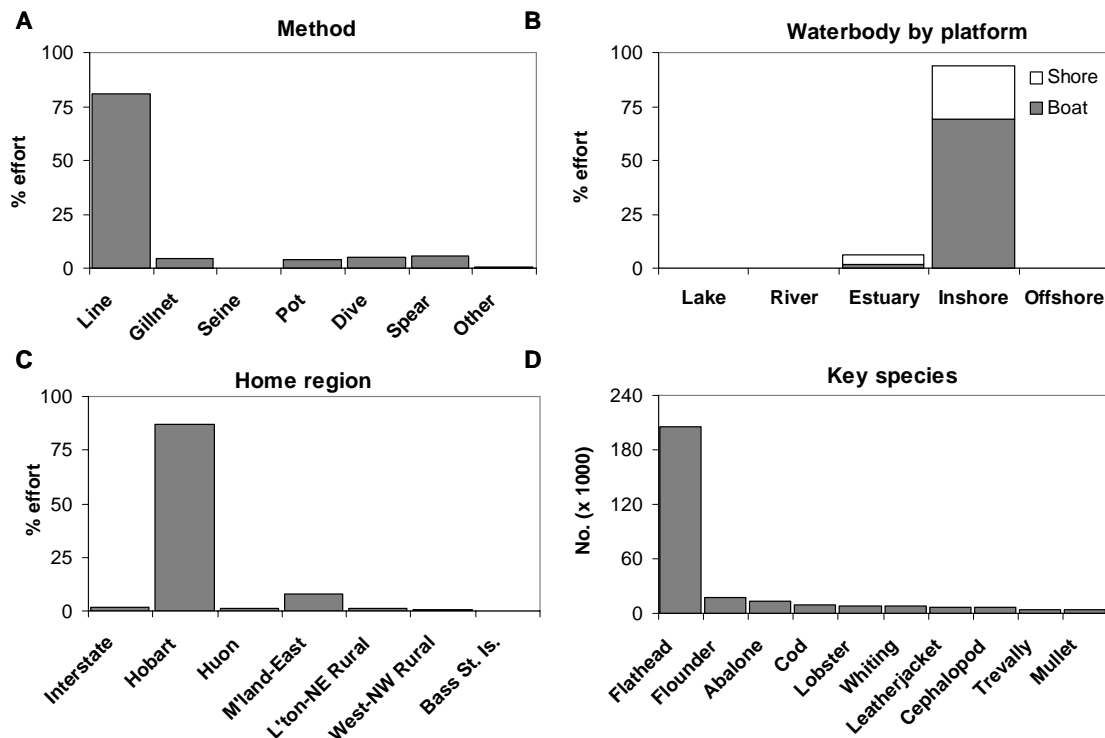 A
Method
% effort
100
75
50
25
0
Line
Gillnet
Seine
Pot
Dive
Spear
Other
B
Waterbody by platform
% effort
100
75
50
25
0
Shore
Boat
Lake River Estuary Inshore Offshore
C
Home region
% effort
100
75
50
25
0
Interstate
Hobart
Huon
M'land-East
L'ton-NE Rural
West-NW Rural
Bass St. Is.
D
Key species
No. (x 1000)
240
180
120
60
0
Flathead
Flounder
Abalone
Cod
Lobster
Whiting
Leatherjacket
Cephalopod
Trevally
Mullet